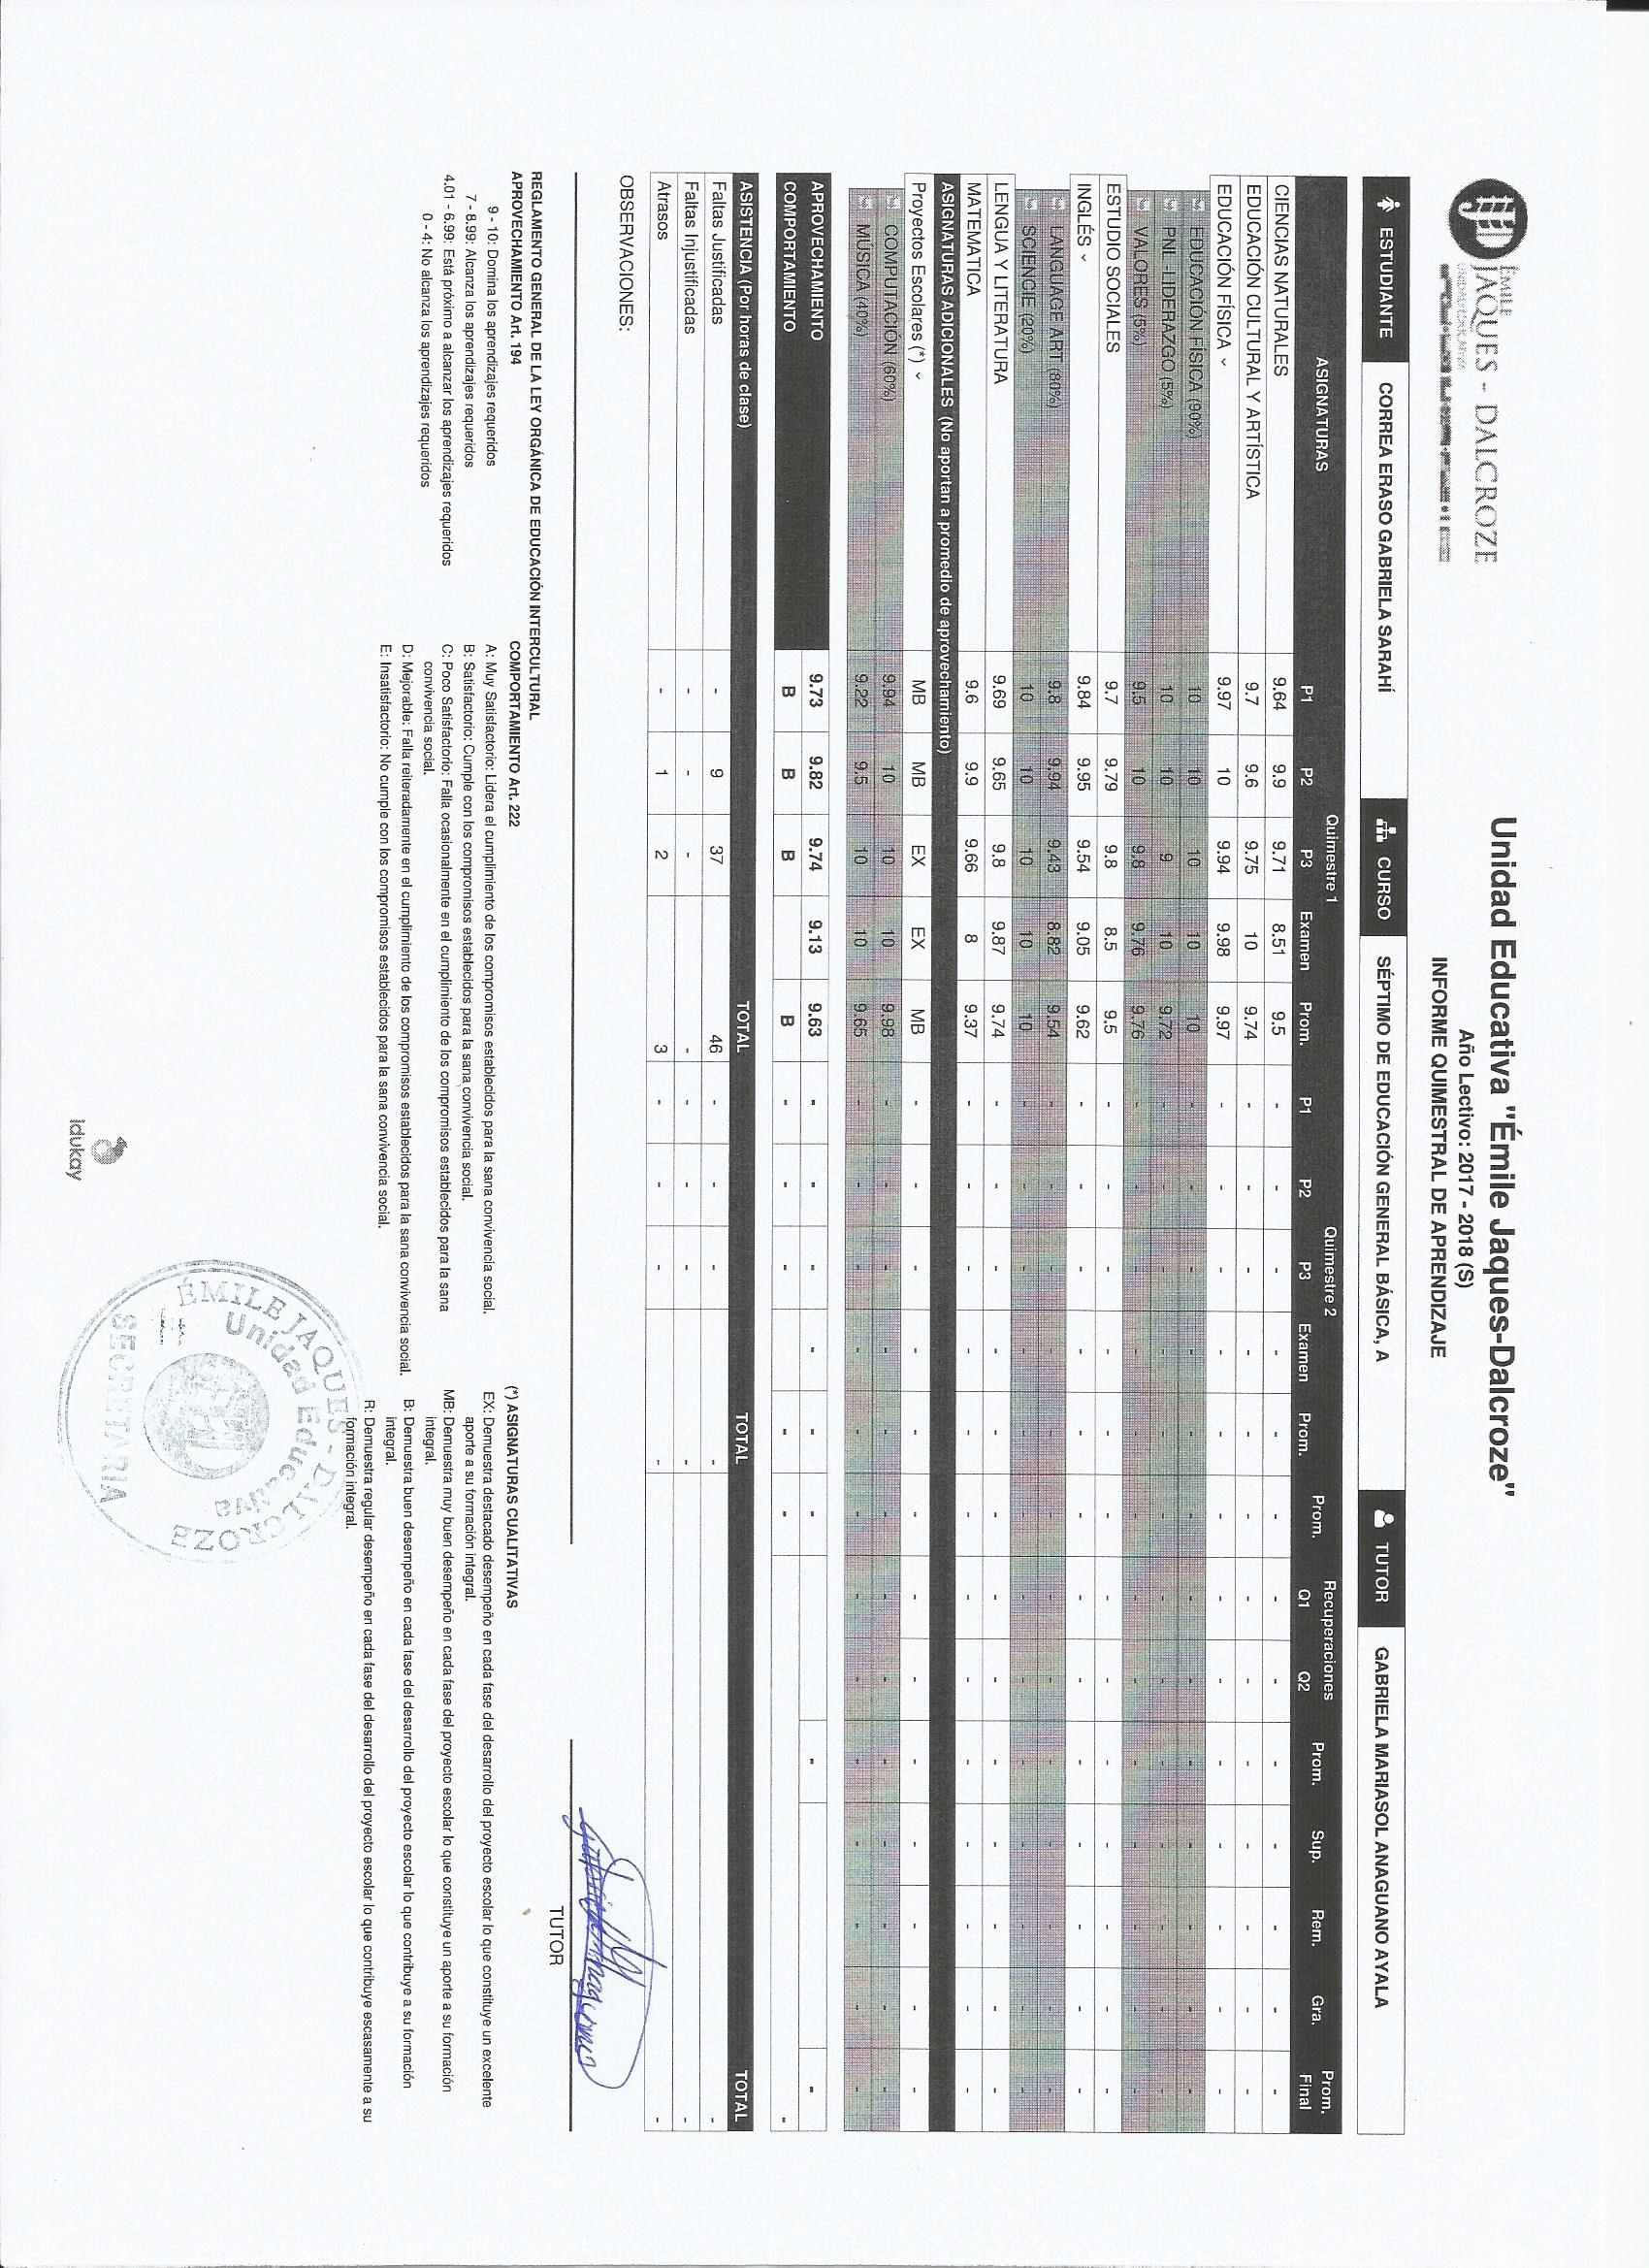 ÉMILE
JAQUES - DALCROZE
UNIDAD EDUCATIVA
Unidad Educativa "Émile Jaques-Dalcroze"
Año Lectivo: 2017 - 2018 (S)
INFORME QUIMESTRAL DE APRENDIZAJE
ESTUDIANTE CORREA ERASO GABRIELA SARAHÍ CURSO SÉPTIMO DE EDUCACIÓN GENERAL BÁSICA, A TUTOR GABRIELA MARIASOL ANAGUANO AYALA
ASIGNATURAS Quimestre 1 Quimestre 2 Prom. Recuperaciones Prom. Sup. Rem. Gra. Prom. Final
P1 P2 P3 Examen Prom. P1 P2 P3 Examen Prom. Q1 Q2
CIENCIAS NATURALES 9.64 9.9 9.71 8.51 9.5 - - - - - - - - - - - - -
EDUCACIÓN CULTURAL Y ARTÍSTICA 9.7 9.6 9.75 10 9.74 - - - - - - - - - - - - -
EDUCACIÓN FÍSICA 9.97 10 9.94 9.98 9.97 - - - - - - - - - - - - -
EDUCACIÓN FÍSICA (90%) 10 10 10 10 10 - - - - - - - - - - - - -
PNL -LIDERAZGO (5%) 10 10 9 10 9.72 - - - - - - - - - - - - -
VALORES (5%) 9.5 10 9.8 9.76 9.76 - - - - - - - - - - - - -
ESTUDIO SOCIALES 9.7 9.79 9.8 8.5 9.5 - - - - - - - - - - - - -
INGLÉS 9.84 9.95 9.54 9.05 9.62 - - - - - - - - - - - - -
LANGUAGE ART (80%) 9.8 9.94 9.43 8.82 9.54 - - - - - - - - - - - - -
SCIENCIE (20%) 10 10 10 10 10 - - - - - - - - - - - - -
LENGUA Y LITERATURA 9.69 9.65 9.8 9.87 9.74 - - - - - - - - - - - - -
MATEMATICA 9.6 9.9 9.66 8 9.37 - - - - - - - - - - - - -
ASIGNATURAS ADICIONALES (No aportan a promedio de aprovechamiento)
Proyectos Escolares (*) MB MB EX EX MB - - - - - - - - - - - - -
COMPUTACIÓN (60%) 9.94 10 10 10 9.98 - - - - - - - - - - - - -
MÚSICA (40%) 9.22 9.5 10 10 9.65 - - - - - - - - - - - - -
APROVECHAMIENTO 9.73 9.82 9.74 9.13 9.63 - - - - - - - -
COMPORTAMIENTO B B B B - - - - - -
ASISTENCIA (Por horas de clase) TOTAL TOTAL TOTAL
Faltas Justificadas - 9 37 46 - - - - -
Faltas Injustificadas - - - - - - - - -
Atrasos - 1 2 3 - - - - -
OBSERVACIONES:
TUTOR
REGLAMENTO GENERAL DE LA LEY ORGÁNICA DE EDUCACIÓN INTERCULTURAL
APROVECHAMIENTO Art. 194
9 - 10: Domina los aprendizajes requeridos
7 - 8.99: Alcanza los aprendizajes requeridos
4.01 - 6.99: Está próximo a alcanzar los aprendizajes requeridos
0 - 4: No alcanza los aprendizajes requeridos
COMPORTAMIENTO Art. 222
A: Muy Satisfactorio: Lidera el cumplimiento de los compromisos establecidos para la sana convivencia social.
B: Satisfactorio: Cumple con los compromisos establecidos para la sana convivencia social.
C: Poco Satisfactorio: Falla ocasionalmente en el cumplimiento de los compromisos establecidos para la sana
convivencia social.
D: Mejorable: Falla reiteradamente en el cumplimiento de los compromisos establecidos para la sana convivencia social.
E: Insatisfactorio: No cumple con los compromisos establecidos para la sana convivencia social.
(*) ASIGNATURAS CUALITATIVAS
EX: Demuestra destacado desempeño en cada fase del desarrollo del proyecto escolar lo que constituye un excelente
aporte a su formación integral.
MB: Demuestra muy buen desempeño en cada fase del proyecto escolar lo que constituye un aporte a su formación
integral.
B: Demuestra buen desempeño en cada fase del desarrollo del proyecto escolar lo que contribuye a su formación
integral.
R: Demuestra regular desempeño en cada fase del desarrollo del proyecto escolar lo que contribuye escasamente a su
formación integral.
ÉMILE JAQUES - DALCROZE
Unidad Educativa
SECRETARIA
idukay